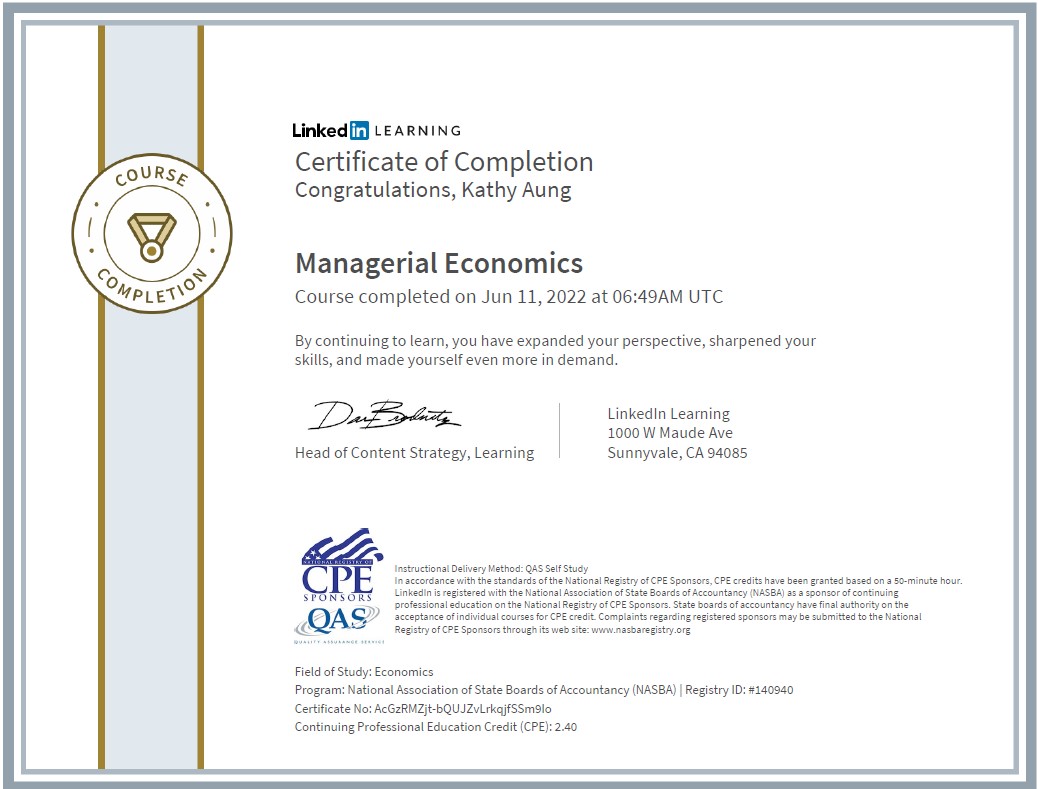 COURSE
COMPLETION
Linked in LEARNING
Certificate of Completion
Congratulations, Kathy Aung
Managerial Economics
Course completed on Jun 11, 2022 at 06:49AM UTC
By continuing to learn, you have expanded your perspective, sharpened your
skills, and made yourself even more in demand.
Head of Content Strategy, Learning
LinkedIn Learning
1000 W Maude Ave
Sunnyvale, CA 94085
NATIONAL REGISTRY OF
CPE
SPONSORS
QAS
QUALITY ASSURANCE SERVICE
Instructional Delivery Method: QAS Self Study
In accordance with the standards of the National Registry of CPE Sponsors, CPE credits have been granted based on a 50-minute hour.
LinkedIn is registered with the National Association of State Boards of Accountancy (NASBA) as a sponsor of continuing
professional education on the National Registry of CPE Sponsors. State boards of accountancy have final authority on the
acceptance of individual courses for CPE credit. Complaints regarding registered sponsors may be submitted to the National
Registry of CPE Sponsors through its web site: www.nasbaregistry.org
Field of Study: Economics
Program: National Association of State Boards of Accountancy (NASBA) | Registry ID: #140940
Certificate No: AcGzRMZjt-bQUJZvLrkqjfSSm9Io
Continuing Professional Education Credit (CPE): 2.40